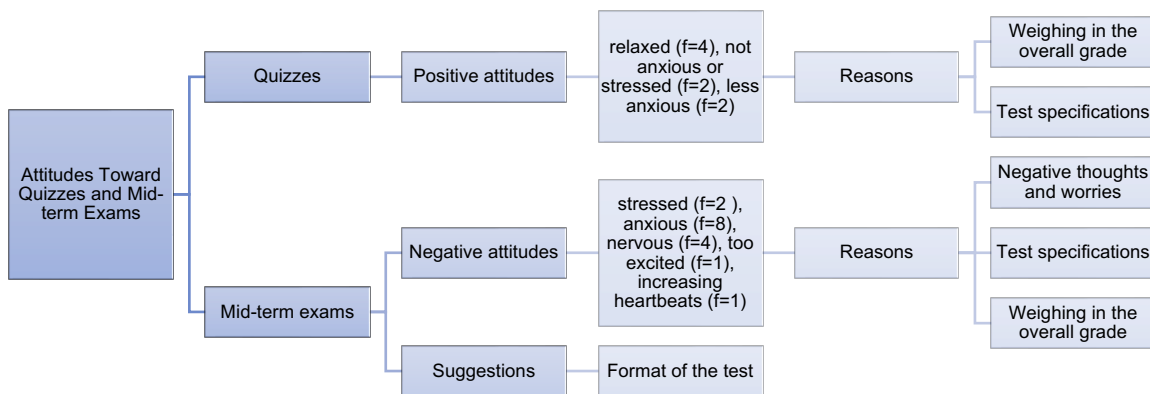 Attitudes Toward
Quizzes and Mid-
term Exams
Quizzes
Positive attitudes
relaxed (f=4), not
anxious or
stressed (f=2), less
anxious (f=2)
Reasons
Weighing in the
overall grade
Test specifications
Mid-term exams
Negative attitudes
stressed (f=2 ),
anxious (f=8),
nervous (f=4), too
excited (f=1),
increasing
heartbeats (f=1)
Reasons
Negative thoughts
and worries
Test specifications
Weighing in the
overall grade
Suggestions
Format of the test